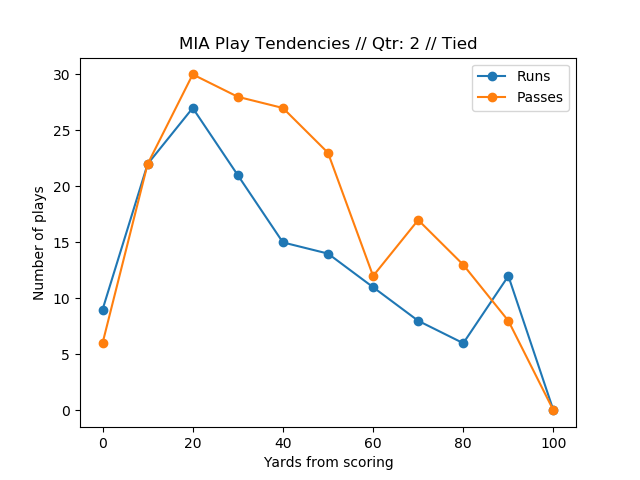 MIA Play Tendencies // Qtr: 2 // Tied
Runs
Passes
30
25
20
15
10
5
0
Number of plays
0 20 40 60 80 100
Yards from scoring